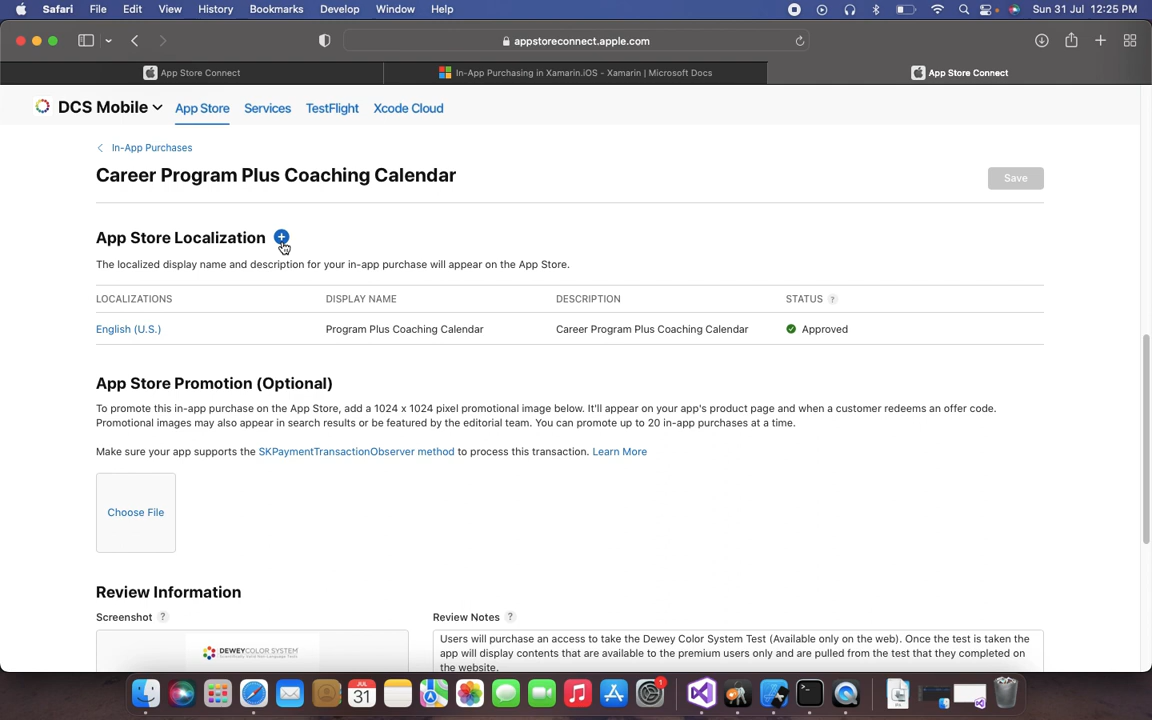 Safari File Edit View History Bookmarks Develop Window Help Sun 31 Jul 12:25 PM
appstoreconnect.apple.com
App Store Connect In-App Purchasing in Xamarin.iOS - Xamarin | Microsoft Docs App Store Connect
DCS Mobile App Store Services TestFlight Xcode Cloud
In-App Purchases
Career Program Plus Coaching Calendar Save
App Store Localization
The localized display name and description for your in-app purchase will appear on the App Store.
LOCALIZATIONS DISPLAY NAME DESCRIPTION STATUS ?
English (U.S.) Program Plus Coaching Calendar Career Program Plus Coaching Calendar Approved
App Store Promotion (Optional)
To promote this in-app purchase on the App Store, add a 1024 x 1024 pixel promotional image below. It'll appear on your app's product page and when a customer redeems an offer code.
Promotional images may also appear in search results or be featured by the editorial team. You can promote up to 20 in-app purchases at a time.
Make sure your app supports the SKPaymentTransactionObserver method to process this transaction. Learn More
Choose File
Review Information
Screenshot ? Review Notes ?
Users will purchase an access to take the Dewey Color System Test (Available only on the web). Once the test is taken the
DEWEYCOLOR SYSTEM
app will display contents that are available to the premium users only and are pulled from the test that they completed on
the website.
JUL
31
1